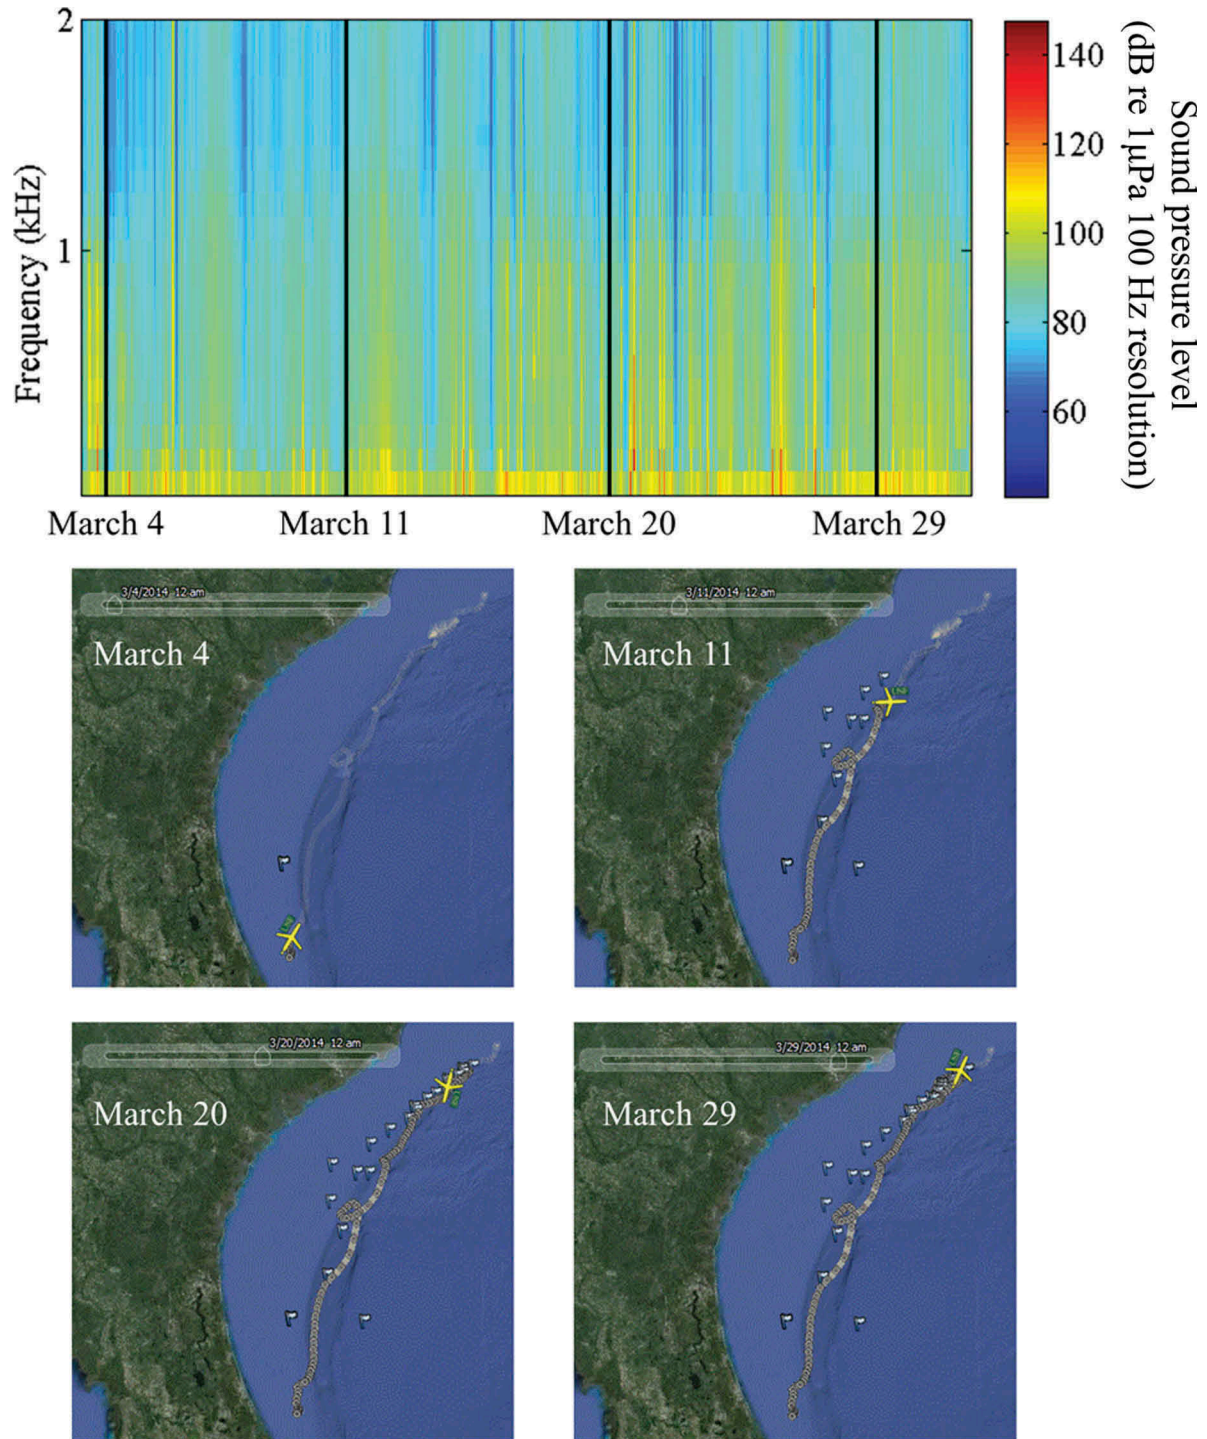 2
1
Frequency (kHz)
March 4
March 11
March 20
March 29
140
120
100
80
60
Sound pressure level
(dB re 1µPa 100 Hz resolution)
3/4/2014 12 am
March 4
3/11/2014 12 am
March 11
3/20/2014 12 am
March 20
3/29/2014 12 am
March 29